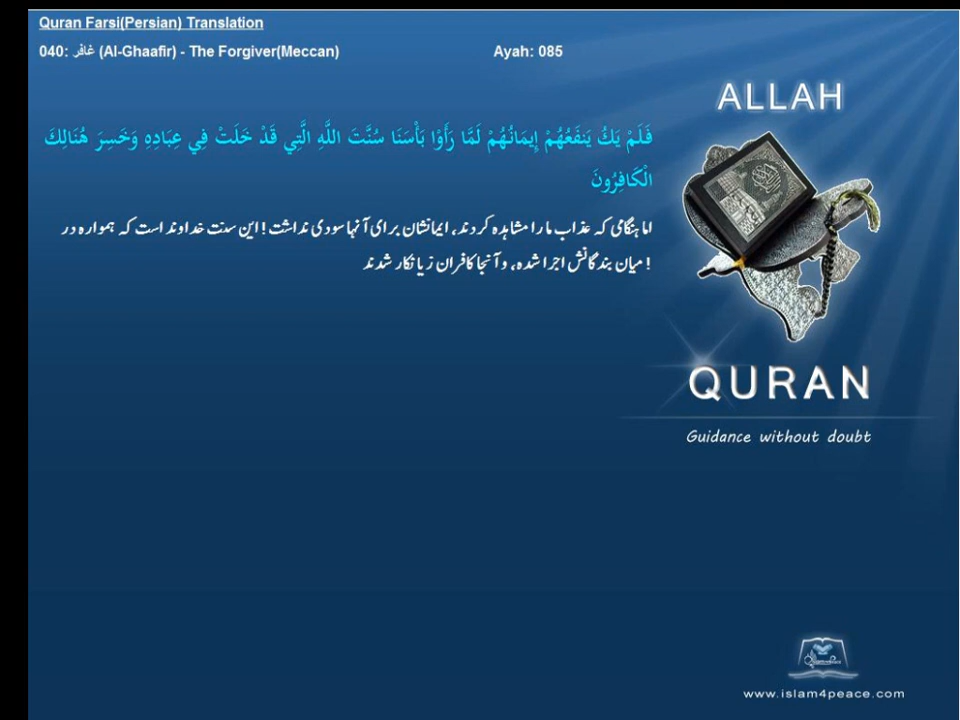 Quran Farsi(Persian) Translation
040: غافر (Al-Ghaafir) - The Forgiver(Meccan) Ayah: 085
ALLAH
فَلَمْ يَكُ يَنفَعُهُمْ إِيمَانُهُمْ لَمَّا رَأَوْا بَأْسَنَا سُنَّتَ اللَّهِ الَّتِي قَدْ خَلَتْ فِي عِبَادِهِ وَخَسِرَ هُنَالِكَ
الْكَافِرُونَ
اما هنگامی که عذاب ما را مشاهده کردند، ایمانشان برای آنها سودی نداشت! این سنت خداوند است که همواره در
میان بندگانش اجرا شده، و آنجا کافران زیانکار شدند !
QURAN
Guidance without doubt
www.islam4peace.com